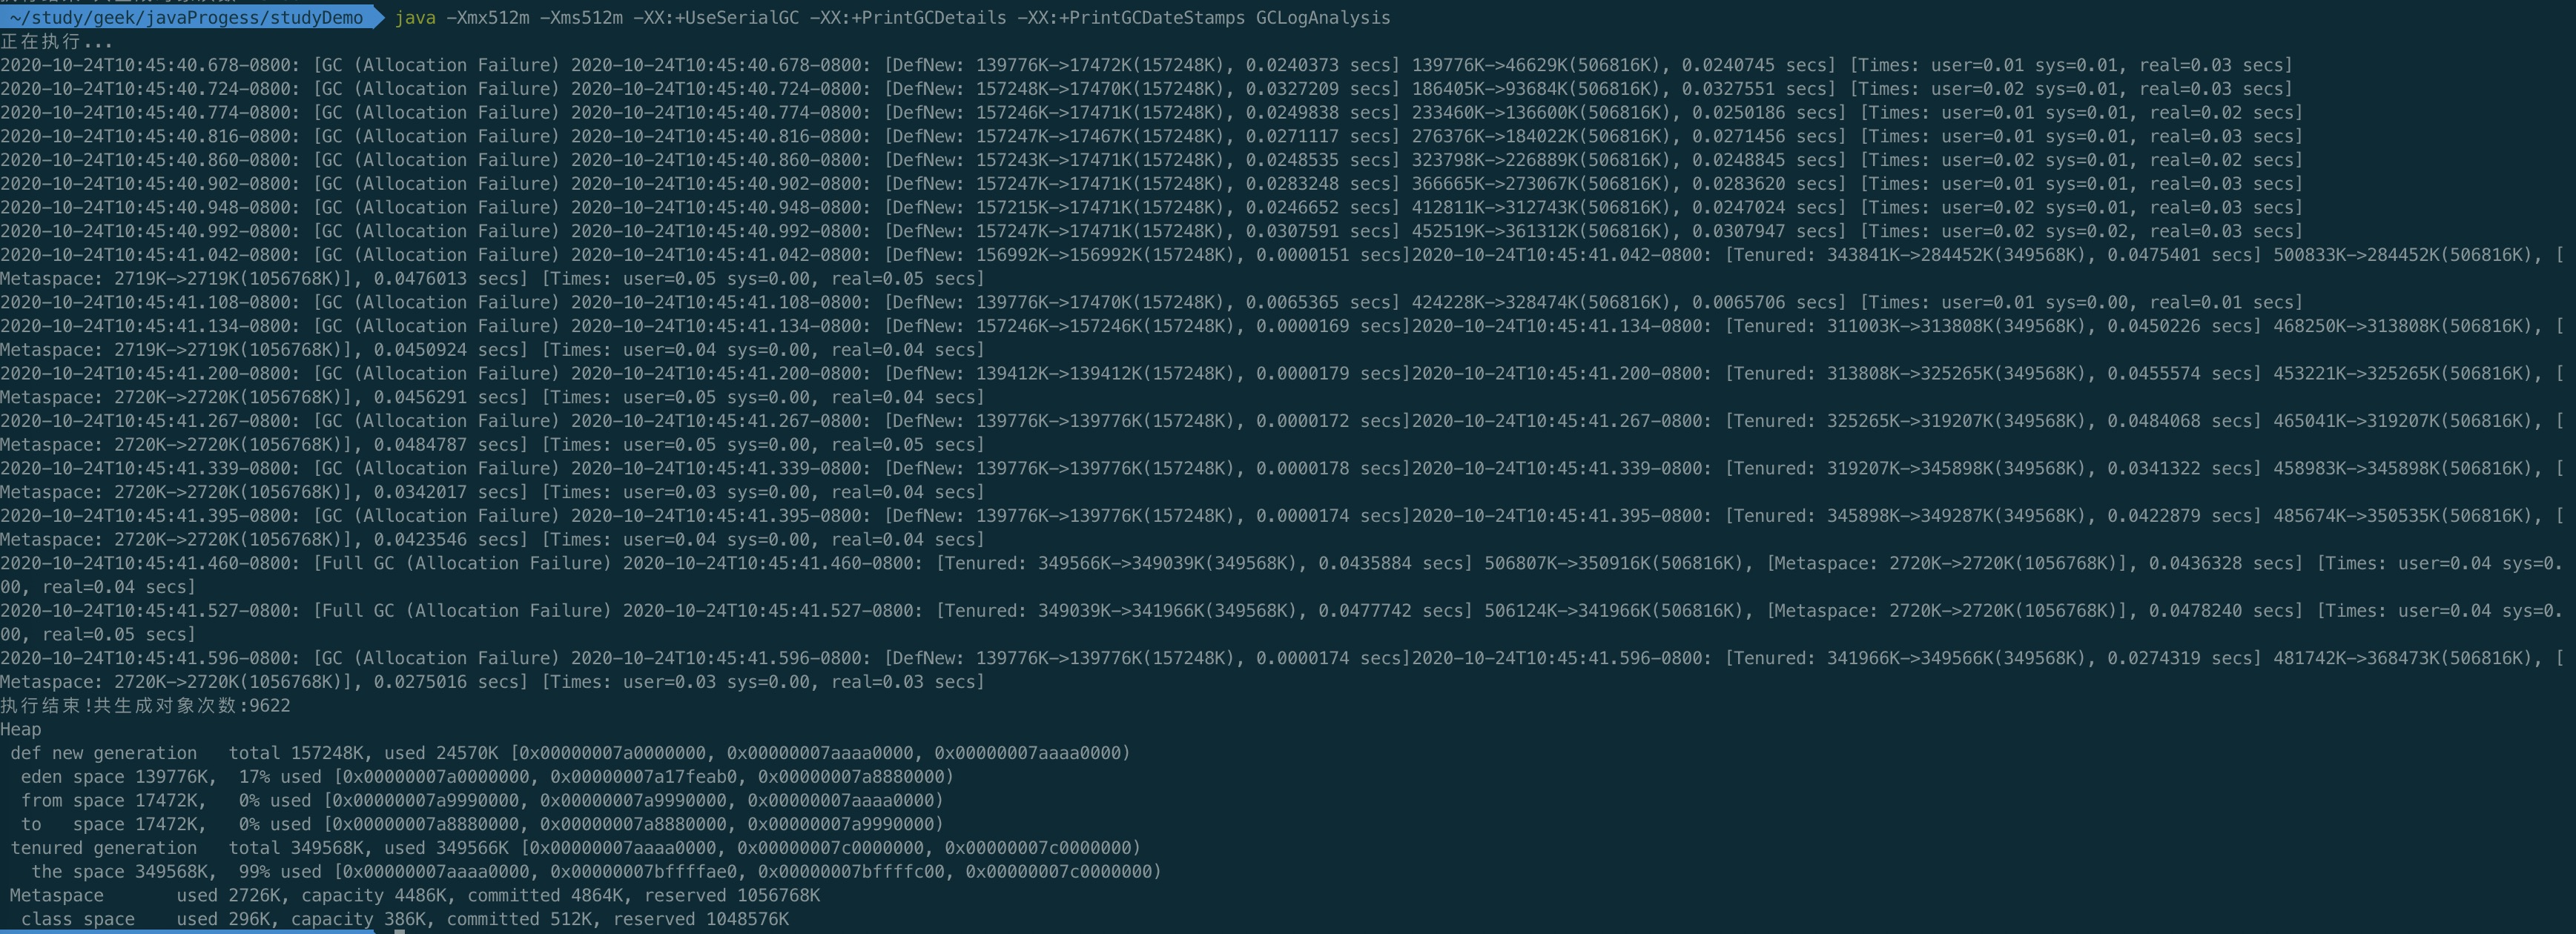 ~/study/geek/javaProgess/studyDemo java -Xmx512m -Xms512m -XX:+UseSerialGC -XX:+PrintGCDetails -XX:+PrintGCDateStamps GCLogAnalysis
正在执行...
2020-10-24T10:45:40.678-0800: [GC (Allocation Failure) 2020-10-24T10:45:40.678-0800: [DefNew: 139776K->17472K(157248K), 0.0240373 secs] 139776K->46629K(506816K), 0.0240745 secs] [Times: user=0.01 sys=0.01, real=0.03 secs]
2020-10-24T10:45:40.724-0800: [GC (Allocation Failure) 2020-10-24T10:45:40.724-0800: [DefNew: 157248K->17470K(157248K), 0.0327209 secs] 186405K->93684K(506816K), 0.0327551 secs] [Times: user=0.02 sys=0.01, real=0.03 secs]
2020-10-24T10:45:40.774-0800: [GC (Allocation Failure) 2020-10-24T10:45:40.774-0800: [DefNew: 157246K->17471K(157248K), 0.0249838 secs] 233460K->136600K(506816K), 0.0250186 secs] [Times: user=0.01 sys=0.01, real=0.02 secs]
2020-10-24T10:45:40.816-0800: [GC (Allocation Failure) 2020-10-24T10:45:40.816-0800: [DefNew: 157247K->17467K(157248K), 0.0271117 secs] 276376K->184022K(506816K), 0.0271456 secs] [Times: user=0.01 sys=0.01, real=0.03 secs]
2020-10-24T10:45:40.860-0800: [GC (Allocation Failure) 2020-10-24T10:45:40.860-0800: [DefNew: 157243K->17471K(157248K), 0.0248535 secs] 323798K->226889K(506816K), 0.0248845 secs] [Times: user=0.02 sys=0.01, real=0.02 secs]
2020-10-24T10:45:40.902-0800: [GC (Allocation Failure) 2020-10-24T10:45:40.902-0800: [DefNew: 157247K->17471K(157248K), 0.0283248 secs] 366665K->273067K(506816K), 0.0283620 secs] [Times: user=0.01 sys=0.01, real=0.03 secs]
2020-10-24T10:45:40.948-0800: [GC (Allocation Failure) 2020-10-24T10:45:40.948-0800: [DefNew: 157215K->17471K(157248K), 0.0246652 secs] 412811K->312743K(506816K), 0.0247024 secs] [Times: user=0.02 sys=0.01, real=0.03 secs]
2020-10-24T10:45:40.992-0800: [GC (Allocation Failure) 2020-10-24T10:45:40.992-0800: [DefNew: 157247K->17471K(157248K), 0.0307591 secs] 452519K->361312K(506816K), 0.0307947 secs] [Times: user=0.02 sys=0.02, real=0.03 secs]
2020-10-24T10:45:41.042-0800: [GC (Allocation Failure) 2020-10-24T10:45:41.042-0800: [DefNew: 156992K->156992K(157248K), 0.0000151 secs]2020-10-24T10:45:41.042-0800: [Tenured: 343841K->284452K(349568K), 0.0475401 secs] 500833K->284452K(506816K), [
Metaspace: 2719K->2719K(1056768K)], 0.0476013 secs] [Times: user=0.05 sys=0.00, real=0.05 secs]
2020-10-24T10:45:41.108-0800: [GC (Allocation Failure) 2020-10-24T10:45:41.108-0800: [DefNew: 139776K->17470K(157248K), 0.0065365 secs] 424228K->328474K(506816K), 0.0065706 secs] [Times: user=0.01 sys=0.00, real=0.01 secs]
2020-10-24T10:45:41.134-0800: [GC (Allocation Failure) 2020-10-24T10:45:41.134-0800: [DefNew: 157246K->157246K(157248K), 0.0000169 secs]2020-10-24T10:45:41.134-0800: [Tenured: 311003K->313808K(349568K), 0.0450226 secs] 468250K->313808K(506816K), [
Metaspace: 2719K->2719K(1056768K)], 0.0450924 secs] [Times: user=0.04 sys=0.00, real=0.04 secs]
2020-10-24T10:45:41.200-0800: [GC (Allocation Failure) 2020-10-24T10:45:41.200-0800: [DefNew: 139412K->139412K(157248K), 0.0000179 secs]2020-10-24T10:45:41.200-0800: [Tenured: 313808K->325265K(349568K), 0.0455574 secs] 453221K->325265K(506816K), [
Metaspace: 2720K->2720K(1056768K)], 0.0456291 secs] [Times: user=0.05 sys=0.00, real=0.04 secs]
2020-10-24T10:45:41.267-0800: [GC (Allocation Failure) 2020-10-24T10:45:41.267-0800: [DefNew: 139776K->139776K(157248K), 0.0000172 secs]2020-10-24T10:45:41.267-0800: [Tenured: 325265K->319207K(349568K), 0.0484068 secs] 465041K->319207K(506816K), [
Metaspace: 2720K->2720K(1056768K)], 0.0484787 secs] [Times: user=0.05 sys=0.00, real=0.05 secs]
2020-10-24T10:45:41.339-0800: [GC (Allocation Failure) 2020-10-24T10:45:41.339-0800: [DefNew: 139776K->139776K(157248K), 0.0000178 secs]2020-10-24T10:45:41.339-0800: [Tenured: 319207K->345898K(349568K), 0.0341322 secs] 458983K->345898K(506816K), [
Metaspace: 2720K->2720K(1056768K)], 0.0342017 secs] [Times: user=0.03 sys=0.00, real=0.04 secs]
2020-10-24T10:45:41.395-0800: [GC (Allocation Failure) 2020-10-24T10:45:41.395-0800: [DefNew: 139776K->139776K(157248K), 0.0000174 secs]2020-10-24T10:45:41.395-0800: [Tenured: 345898K->349287K(349568K), 0.0422879 secs] 485674K->350535K(506816K), [
Metaspace: 2720K->2720K(1056768K)], 0.0423546 secs] [Times: user=0.04 sys=0.00, real=0.04 secs]
2020-10-24T10:45:41.460-0800: [Full GC (Allocation Failure) 2020-10-24T10:45:41.460-0800: [Tenured: 349566K->349039K(349568K), 0.0435884 secs] 506807K->350916K(506816K), [Metaspace: 2720K->2720K(1056768K)], 0.0436328 secs] [Times: user=0.04 sys=0.
00, real=0.04 secs]
2020-10-24T10:45:41.527-0800: [Full GC (Allocation Failure) 2020-10-24T10:45:41.527-0800: [Tenured: 349039K->341966K(349568K), 0.0477742 secs] 506124K->341966K(506816K), [Metaspace: 2720K->2720K(1056768K)], 0.0478240 secs] [Times: user=0.04 sys=0.
00, real=0.05 secs]
2020-10-24T10:45:41.596-0800: [GC (Allocation Failure) 2020-10-24T10:45:41.596-0800: [DefNew: 139776K->139776K(157248K), 0.0000174 secs]2020-10-24T10:45:41.596-0800: [Tenured: 341966K->349566K(349568K), 0.0274319 secs] 481742K->368473K(506816K), [
Metaspace: 2720K->2720K(1056768K)], 0.0275016 secs] [Times: user=0.03 sys=0.00, real=0.03 secs]
执行结束!共生成对象次数:9622
Heap
def new generation total 157248K, used 24570K [0x00000007a0000000, 0x00000007aaaa0000, 0x00000007aaaa0000)
eden space 139776K, 17% used [0x00000007a0000000, 0x00000007a17feab0, 0x00000007a8880000)
from space 17472K, 0% used [0x00000007a9990000, 0x00000007a9990000, 0x00000007aaaa0000)
to space 17472K, 0% used [0x00000007a8880000, 0x00000007a8880000, 0x00000007a9990000)
tenured generation total 349568K, used 349566K [0x00000007aaaa0000, 0x00000007c0000000, 0x00000007c0000000)
the space 349568K, 99% used [0x00000007aaaa0000, 0x00000007bffffae0, 0x00000007bffffc00, 0x00000007c0000000)
Metaspace used 2726K, capacity 4486K, committed 4864K, reserved 1056768K
class space used 296K, capacity 386K, committed 512K, reserved 1048576K